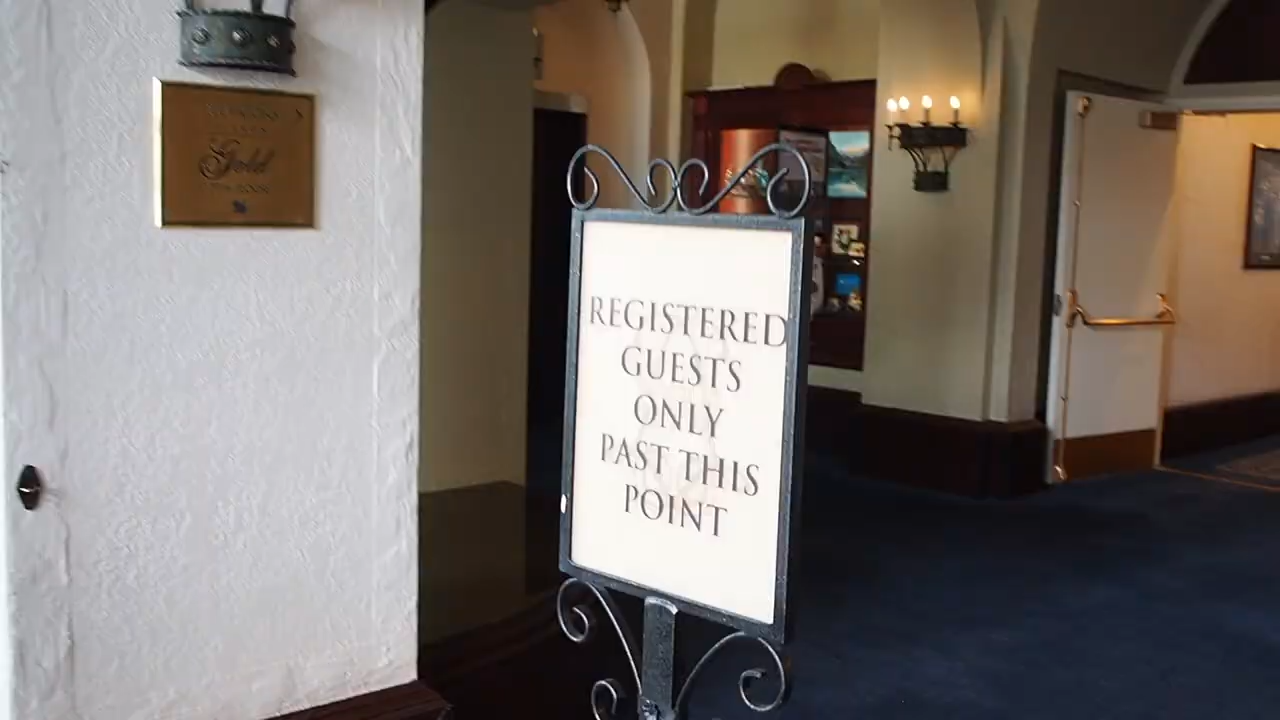 Gold
REGISTERED
GUESTS
ONLY
PAST THIS
POINT